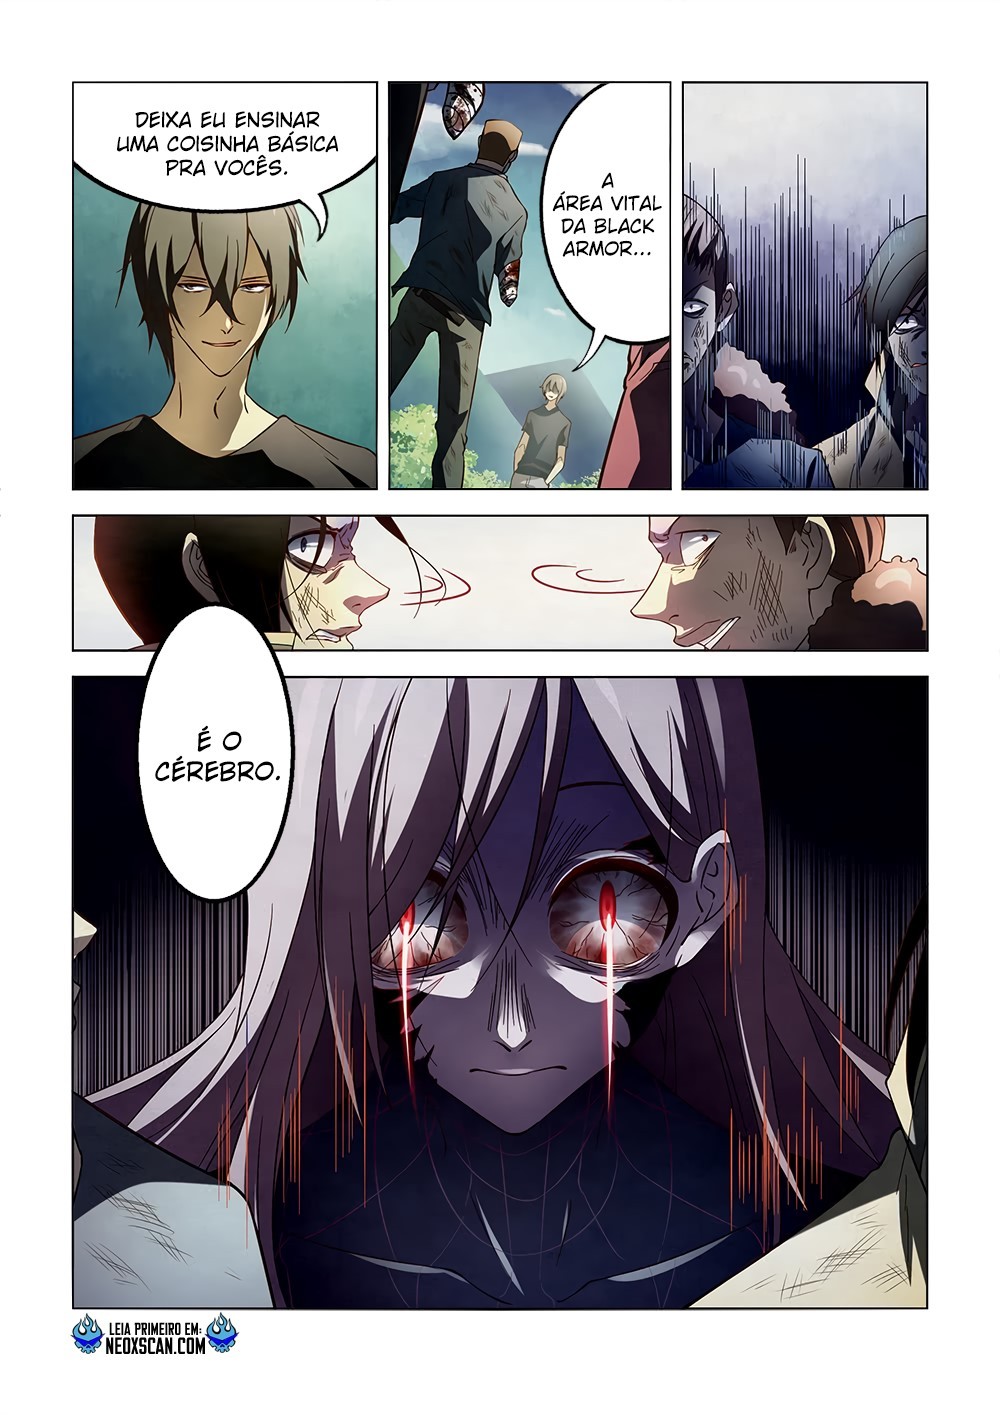 DEIXA EU ENSINAR
UMA COISINHA BÁSICA
PRA VOCÊS.
A
ÁREA VITAL
DA BLACK
ARMOR...
É O
CÉREBRO.
LEIA PRIMEIRO EM:
NEOXSCAN.COM